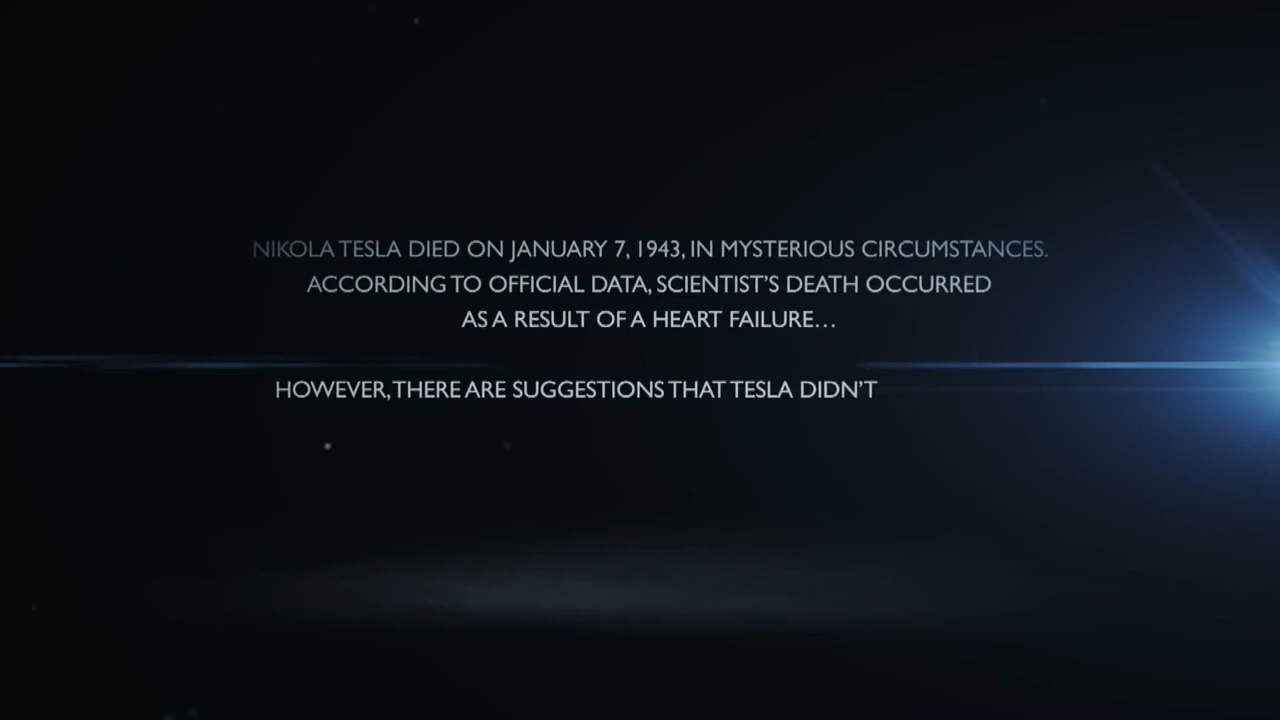 NIKOLA TESLA DIED ON JANUARY 7, 1943, IN MYSTERIOUS CIRCUMSTANCES.
ACCORDING TO OFFICIAL DATA, SCIENTIST'S DEATH OCCURRED
AS A RESULT OF A HEART FAILURE...
HOWEVER, THERE ARE SUGGESTIONS THAT TESLA DIDN'T